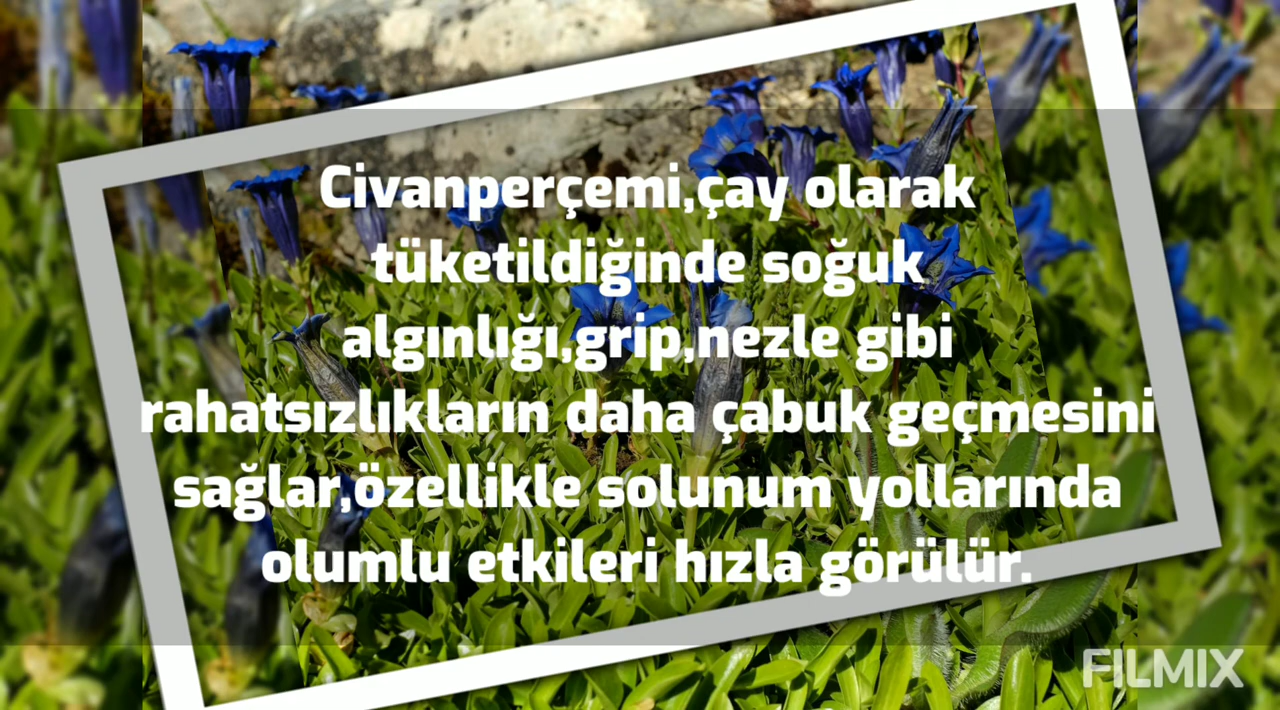 Civanperçemi,çay olarak
tüketildiğinde soğuk
algınlığı,grip,nezle gibi
rahatsızlıkların daha çabuk geçmesini
sağlar,özellikle solunum yollarında
olumlu etkileri hızla görülür.
FILMIX